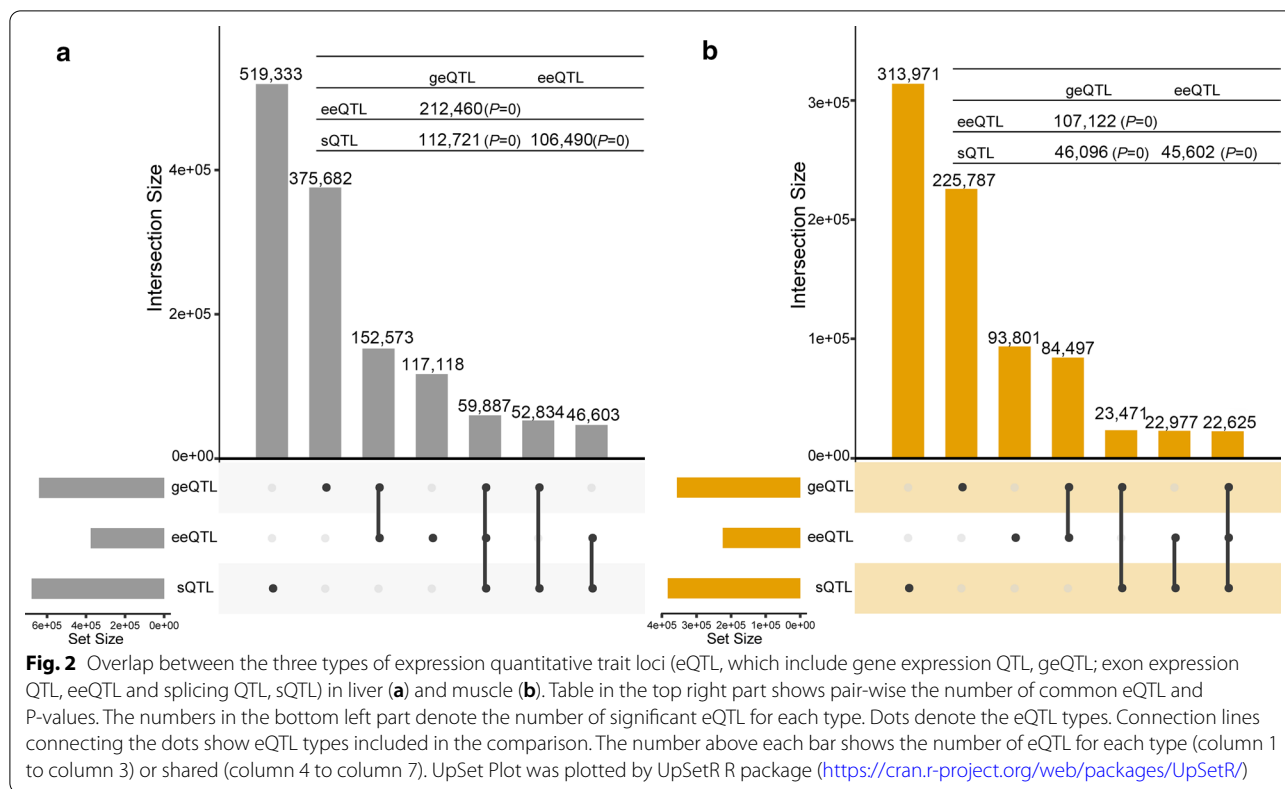 a
519,333
geQTL eeQTL
eeQTL 212,460 (P=0)
sQTL 112,721 (P=0) 106,490(P=0)
Intersection Size
4e+05
2e+05
0e+00
375,682
152,573
117,118
59,887
52,834
46,603
geQTL
eeQTL
sQTL
6e+05 4e+05 2e+05 0e+00
Set Size
b
313,971
geQTL eeQTL
eeQTL 107,122 (P=0)
sQTL 46,096 (P=0) 45,602 (P=0)
Intersection Size
3e+05
2e+05
1e+05
0e+00
225,787
93,801
84,497
23,471
22,977
22,625
geQTL
eeQTL
sQTL
4e+05 3e+05 2e+05 1e+05 0e+00
Set Size
Fig. 2 Overlap between the three types of expression quantitative trait loci (eQTL, which include gene expression QTL, geQTL; exon expression
QTL, eeQTL and splicing QTL, sQTL) in liver (a) and muscle (b). Table in the top right part shows pair-wise the number of common eQTL and
P-values. The numbers in the bottom left part denote the number of significant eQTL for each type. Dots denote the eQTL types. Connection lines
connecting the dots show eQTL types included in the comparison. The number above each bar shows the number of eQTL for each type (column 1
to column 3) or shared (column 4 to column 7). UpSet Plot was plotted by UpSetR R package (https://cran.r-project.org/web/packages/UpSetR/)